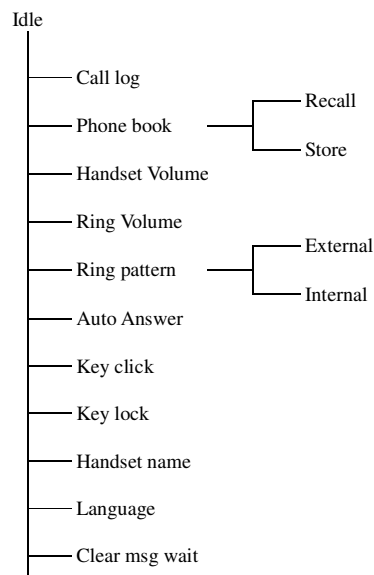 Idle
Call log
Phone book
Recall
Store
Handset Volume
Ring Volume
Ring pattern
External
Internal
Auto Answer
Key click
Key lock
Handset name
Language
Clear msg wait